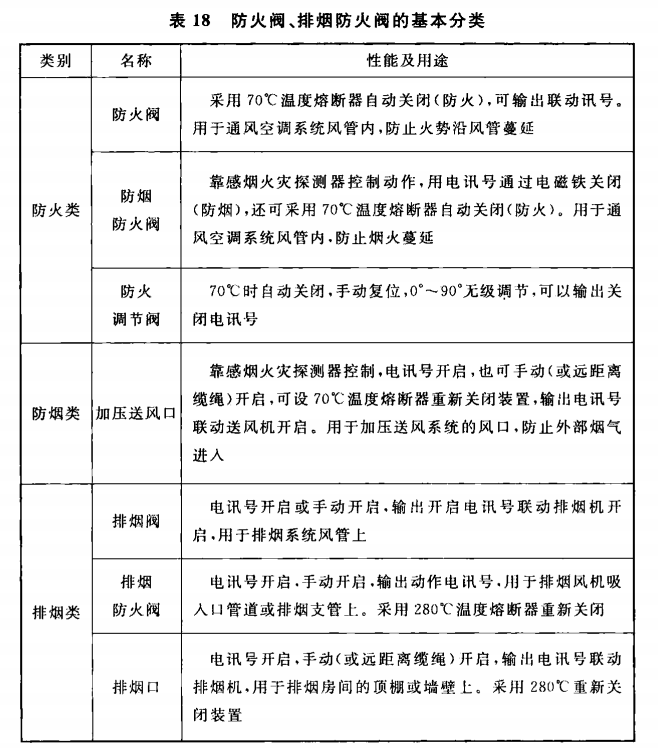 表 18 防火阀、排烟防火阀的基本分类
类别 名称 性能及用途
防火类
防火阀
采用 70℃温度熔断器自动关闭(防火),可输出联动讯号。
用于通风空调系统风管内,防止火势沿风管蔓延
防烟
防火阀
靠感烟火灾探测器控制动作,用电讯号通过电磁铁关闭
(防烟),还可采用 70℃温度熔断器自动关闭(防火)。用于通
风空调系统风管内,防止烟火蔓延
防火
调节阀
70℃时自动关闭,手动复位,0°~90°无级调节,可以输出关
闭电讯号
防烟类
加压送风口
靠感烟火灾探测器控制,电讯号开启,也可手动(或远距离
缆绳)开启,可设 70℃温度熔断器重新关闭装置,输出电讯号
联动送风机开启。用于加压送风系统的风口,防止外部烟气
进入
排烟类
排烟阀
电讯号开启或手动开启,输出开启电讯号联动排烟机开
启,用于排烟系统风管上
排烟
防火阀
电讯号开启,手动开启,输出动作电讯号,用于排烟风机吸
入口管道或排烟支管上。采用 280℃温度熔断器重新关闭
排烟口
电讯号开启,手动(或远距离缆绳)开启,输出电讯号联动
排烟机,用于排烟房间的顶棚或墙壁上。采用 280℃重新关
闭装置